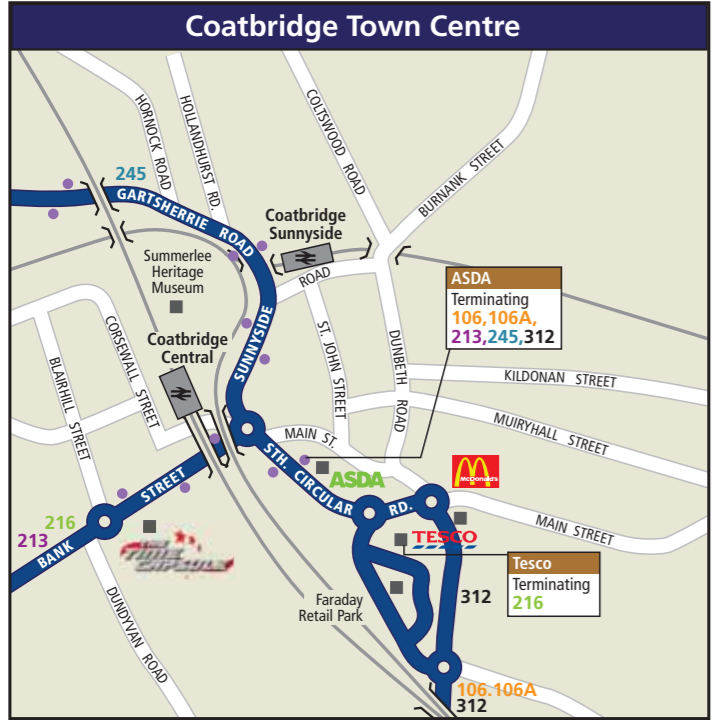 Coatbridge Town Centre
HORNOCK ROAD
HOLLANDHURST RD.
COLTSWOOD ROAD
BURNANK STREET
245
GARTSHERRIE ROAD
Coatbridge
Sunnyside
Summerlee
Heritage
Museum
SUNNYSIDE
ROAD
ASDA
Terminating
106,106A,
213,245,312
Coatbridge
Central
CORSEWALL STREET
BLAIRHILL STREET
ST. JOHN STREET
DUNBETH ROAD
KILDONAN STREET
MUIRYHALL STREET
MAIN ST.
STH. CIRCULAR RD.
ASDA
McDonald's
MAIN STREET
BANK STREET
216
213
THE
TIME CAPSULE
TESCO
Tesco
Terminating
216
DUNDYVAN ROAD
Faraday
Retail Park
312
106.106A
312